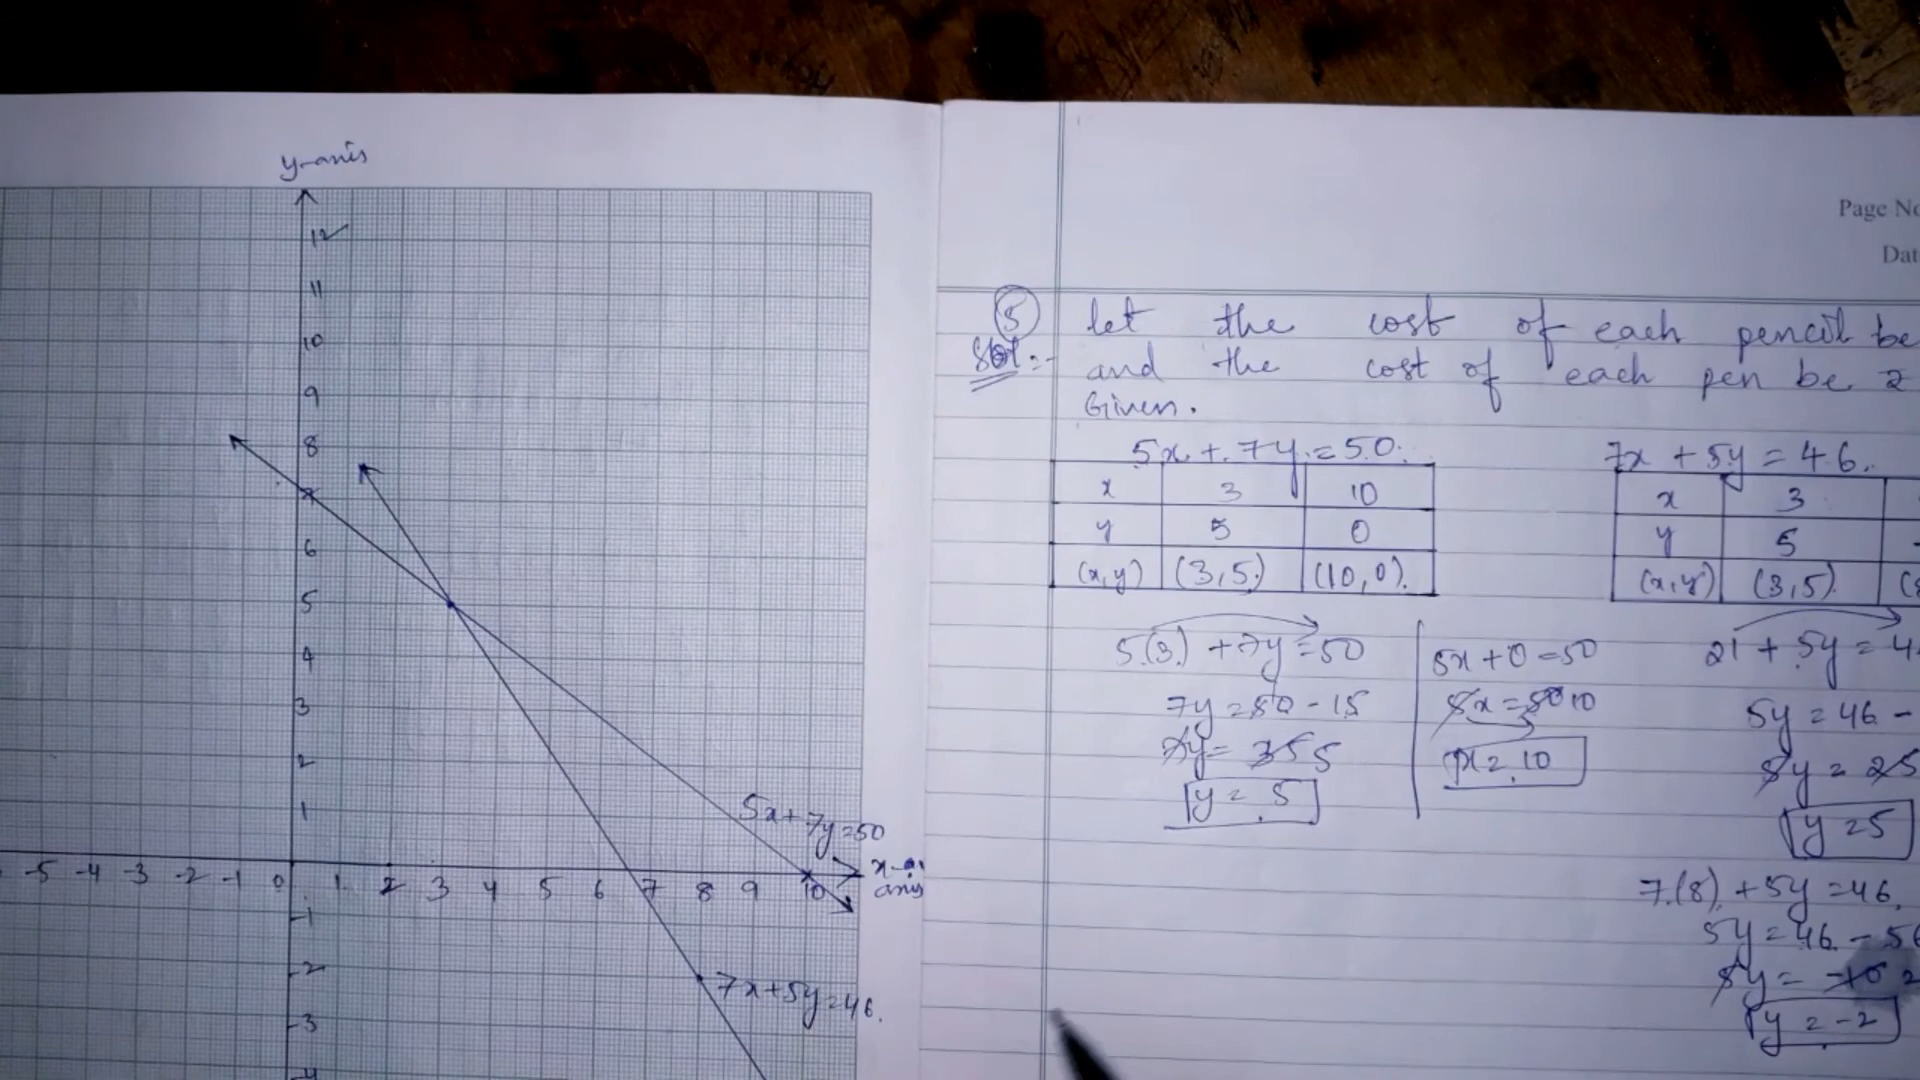 y-axis
12
11
10
9
8
7
6
5
4
3
2
1
-5 -4 -3 -2 -1 0 1 2 3 4 5 6 7 8 9 10
x-axis
-1
-2
-3
-4
5x+7y=50
7x+5y=46.
Page No
Dat
5 let the cost of each pencil be
Sol:- and the cost of each pen be
Given.
5x+7y=50.
x 3 10
y 5 0
(x,y) (3,5) (10,0).
5(3)+7y=50
7y=50-15
7y=35 5
y=5
5x+0=50
5x=50 10
x=10
7x+5y=46.
x 3
y 5
(x,y) (3,5)
21+5y=4
5y=46-
5y=25
y=5
7(8)+5y=46.
5y=46-56
5y=-10 2
y=-2